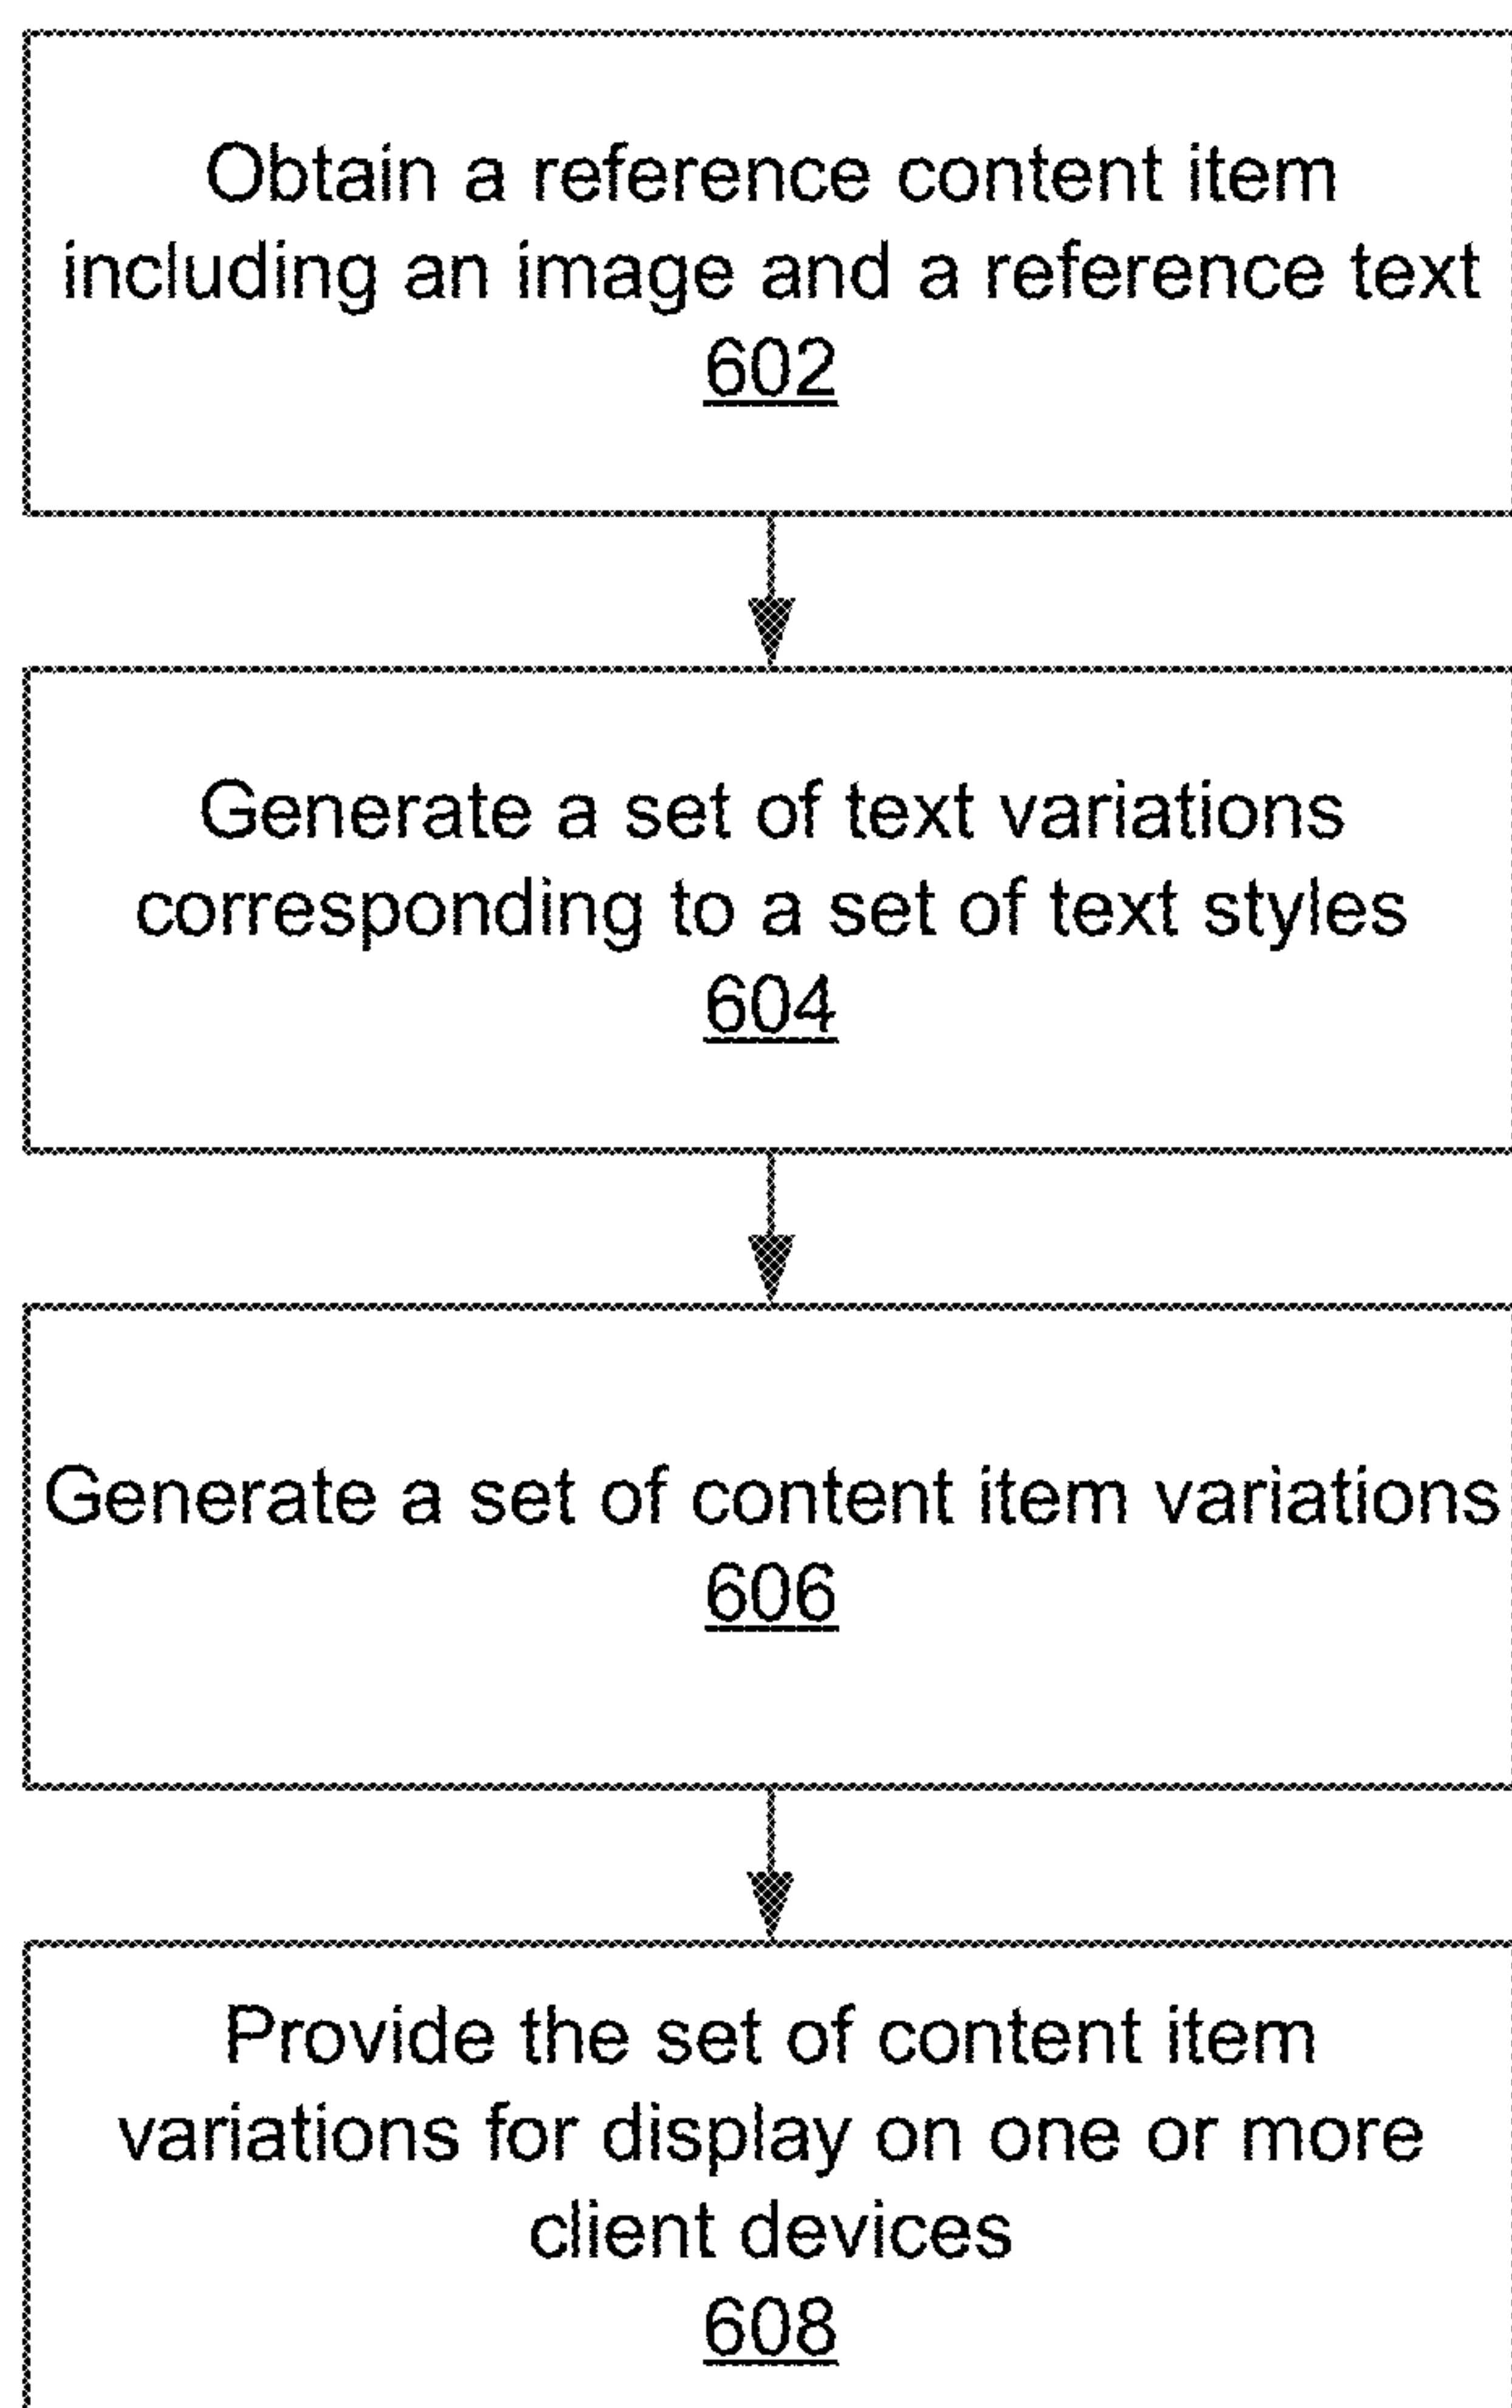 Obtain a reference content item
including an image and a reference text
602
Generate a set of text variations
corresponding to a set of text styles
604
Generate a set of content item variations
606
Provide the set of content item
variations for display on one or more
client devices
608